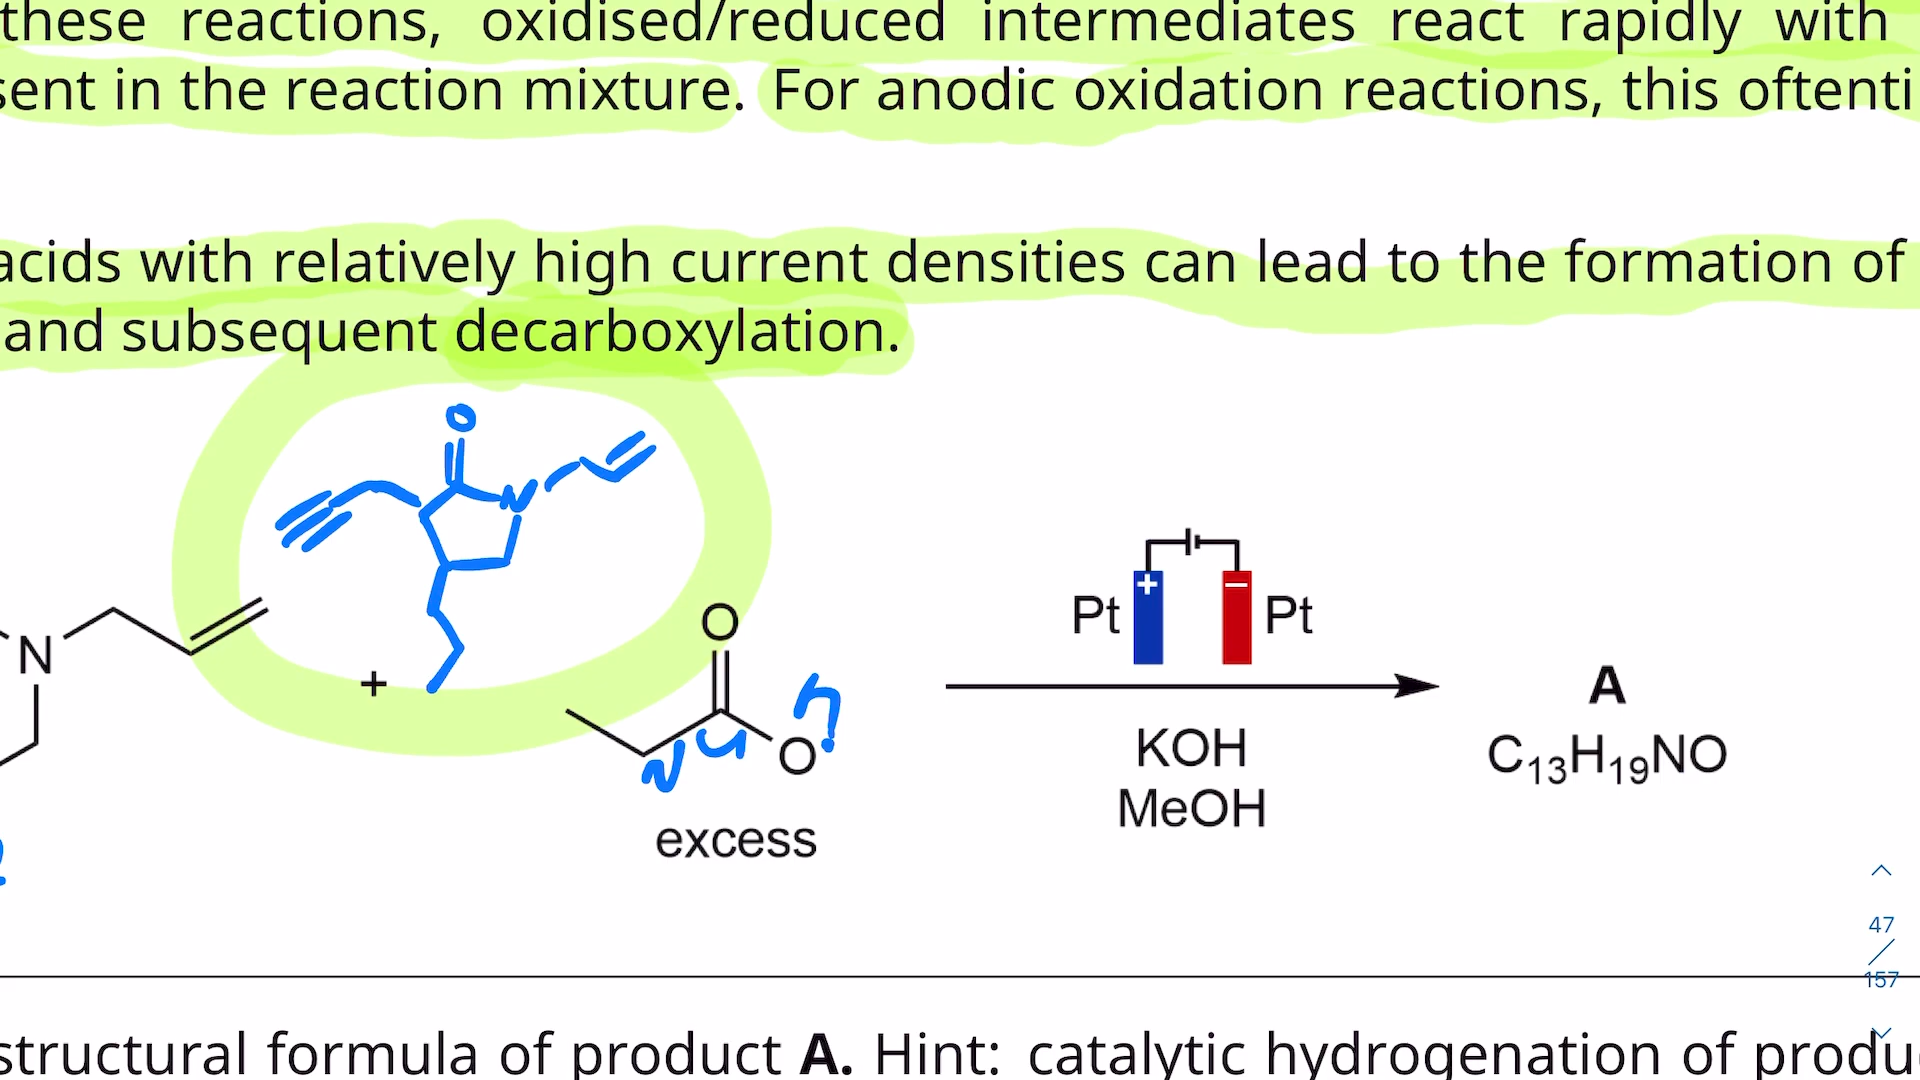 these reactions, oxidised/reduced intermediates react rapidly with
sent in the reaction mixture. For anodic oxidation reactions, this oftenti
acids with relatively high current densities can lead to the formation of
and subsequent decarboxylation.
O
N
N
+
O
O
excess
Pt + − Pt
KOH
MeOH
A
C₁₃H₁₉NO
47
157
structural formula of product A. Hint: catalytic hydrogenation of produ